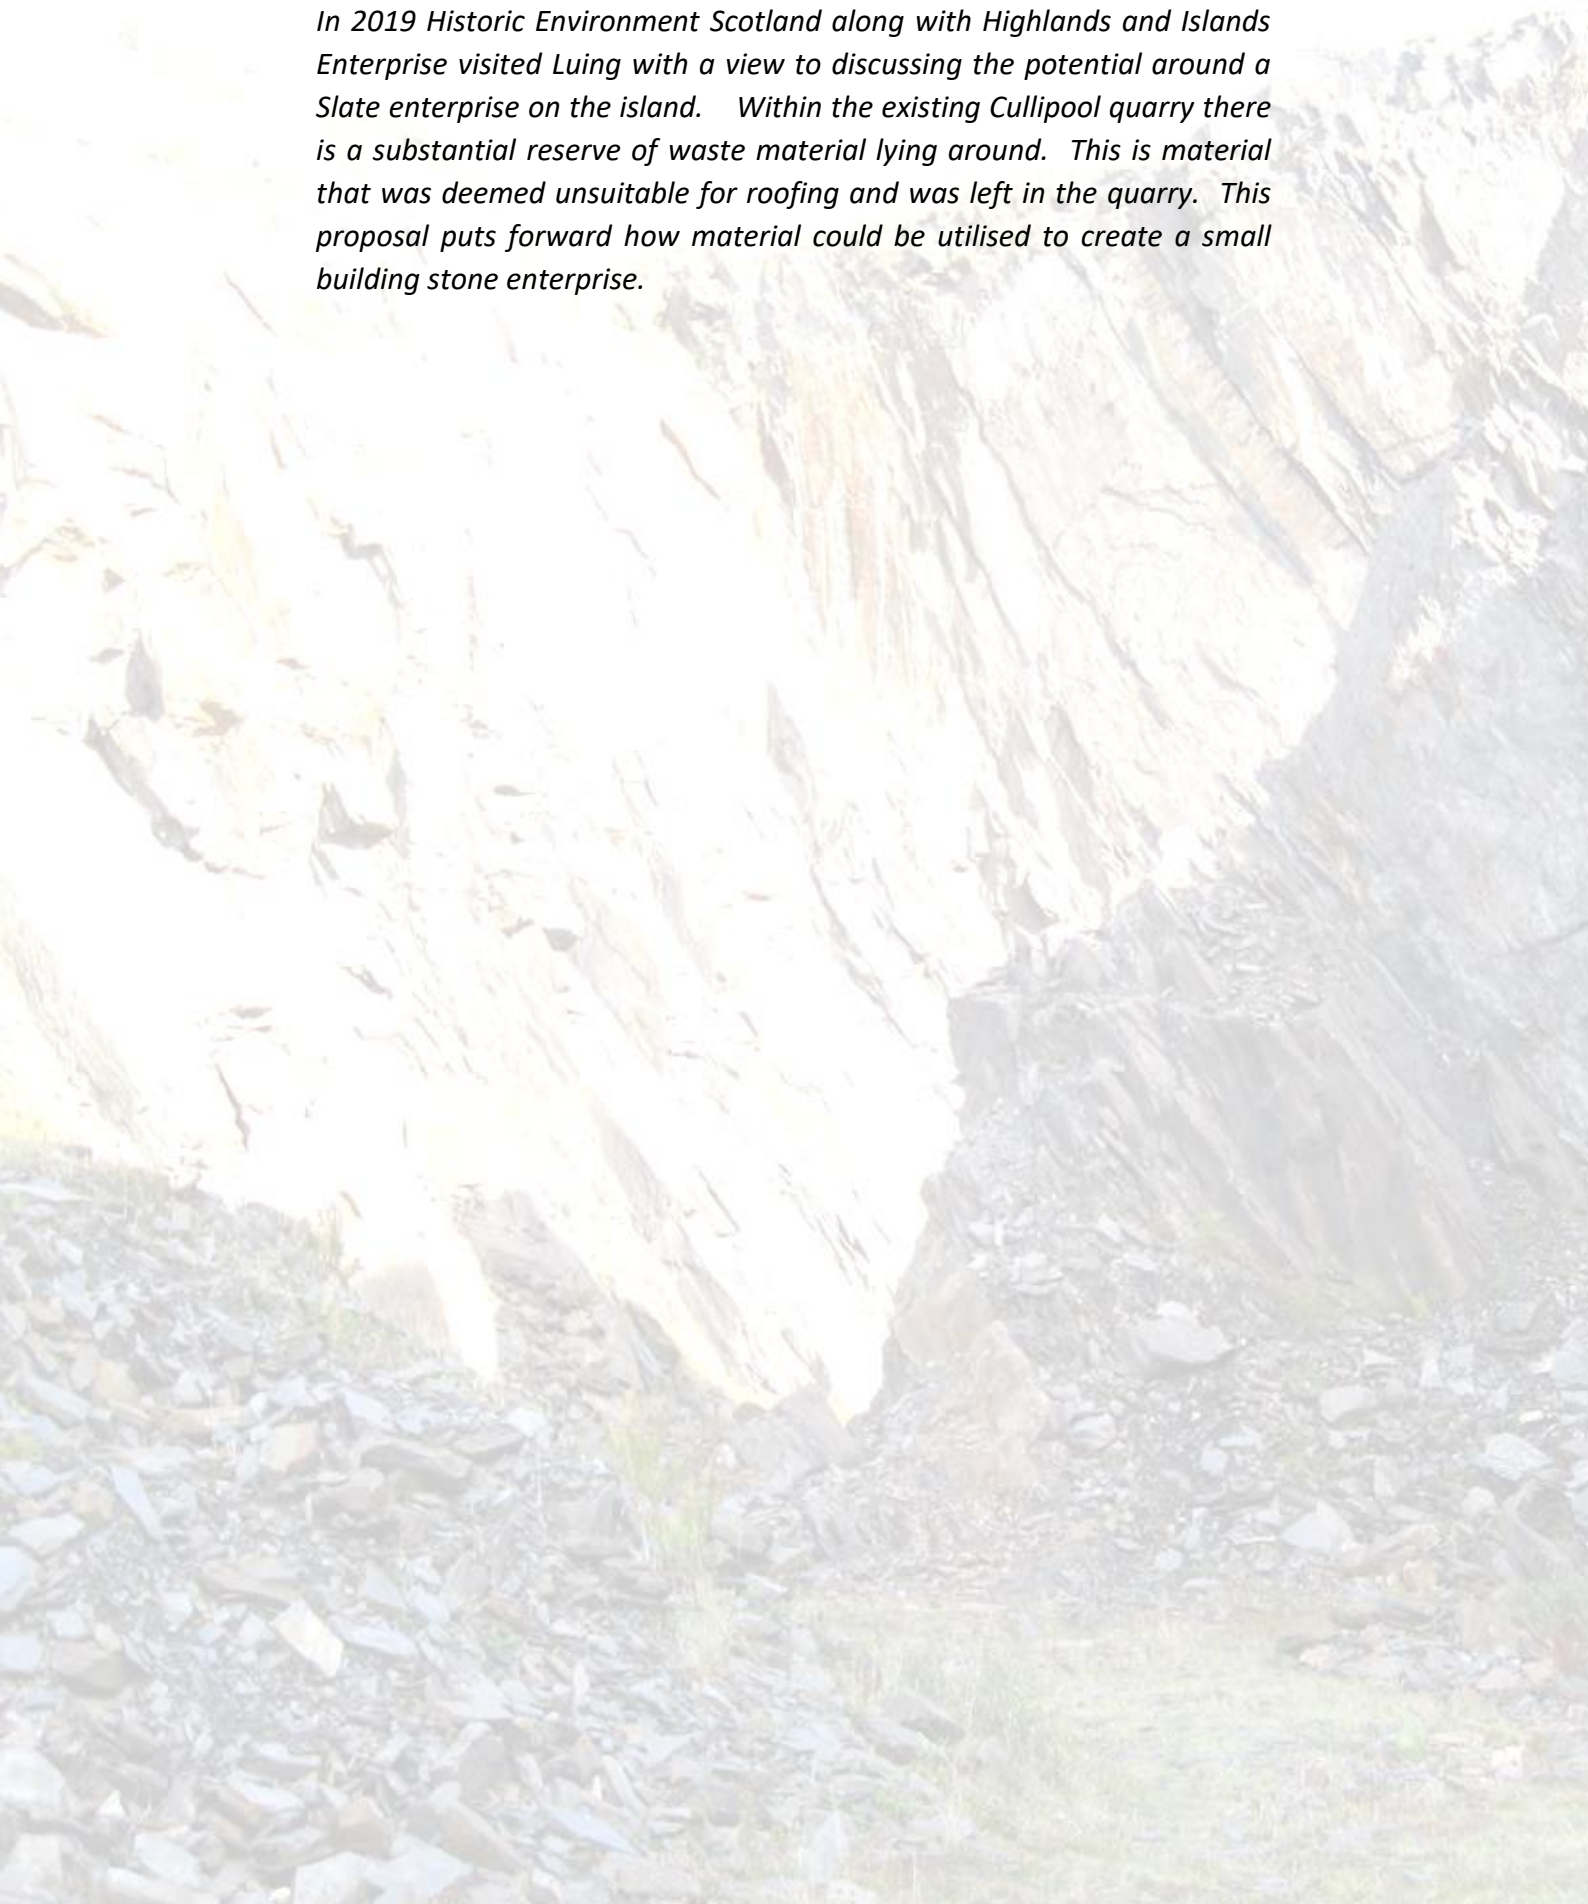 In 2019 Historic Environment Scotland along with Highlands and Islands
Enterprise visited Luing with a view to discussing the potential around a
Slate enterprise on the island. Within the existing Cullipool quarry there
is a substantial reserve of waste material lying around. This is material
that was deemed unsuitable for roofing and was left in the quarry. This
proposal puts forward how material could be utilised to create a small
building stone enterprise.